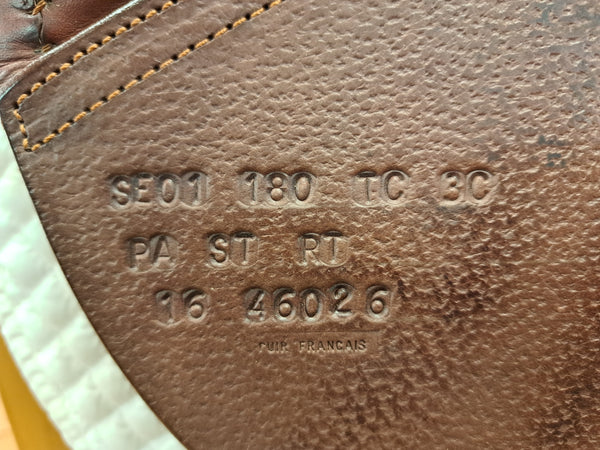 SE01 180 TC 3C
PA ST RT
16 46026
CUIR FRANCAIS